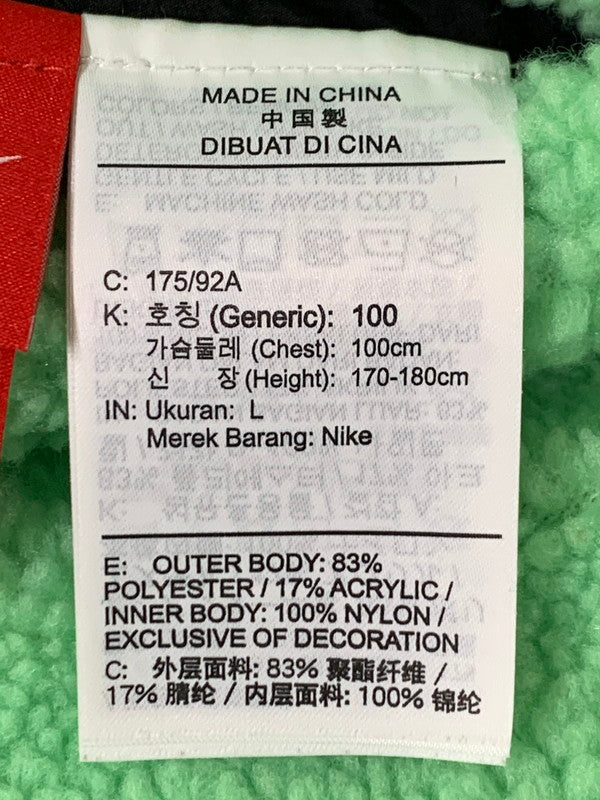 MADE IN CHINA
中国製
DIBUAT DI CINA
C: 175/92A
K: 호칭 (Generic): 100
가슴둘레 (Chest): 100cm
신 장 (Height): 170-180cm
IN: Ukuran: L
Merek Barang: Nike
E: OUTER BODY: 83%
POLYESTER / 17% ACRYLIC /
INNER BODY: 100% NYLON /
EXCLUSIVE OF DECORATION
C: 外层面料: 83% 聚酯纤维 /
17% 腈纶 / 内层面料: 100% 锦纶